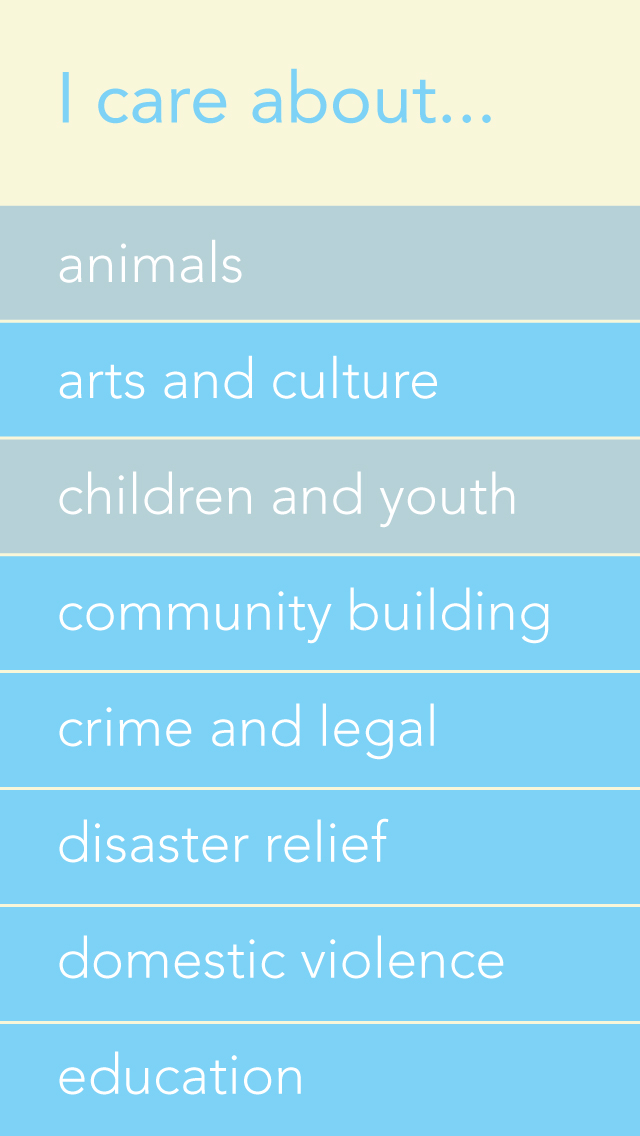 I care about...
animals
arts and culture
children and youth
community building
crime and legal
disaster relief
domestic violence
education